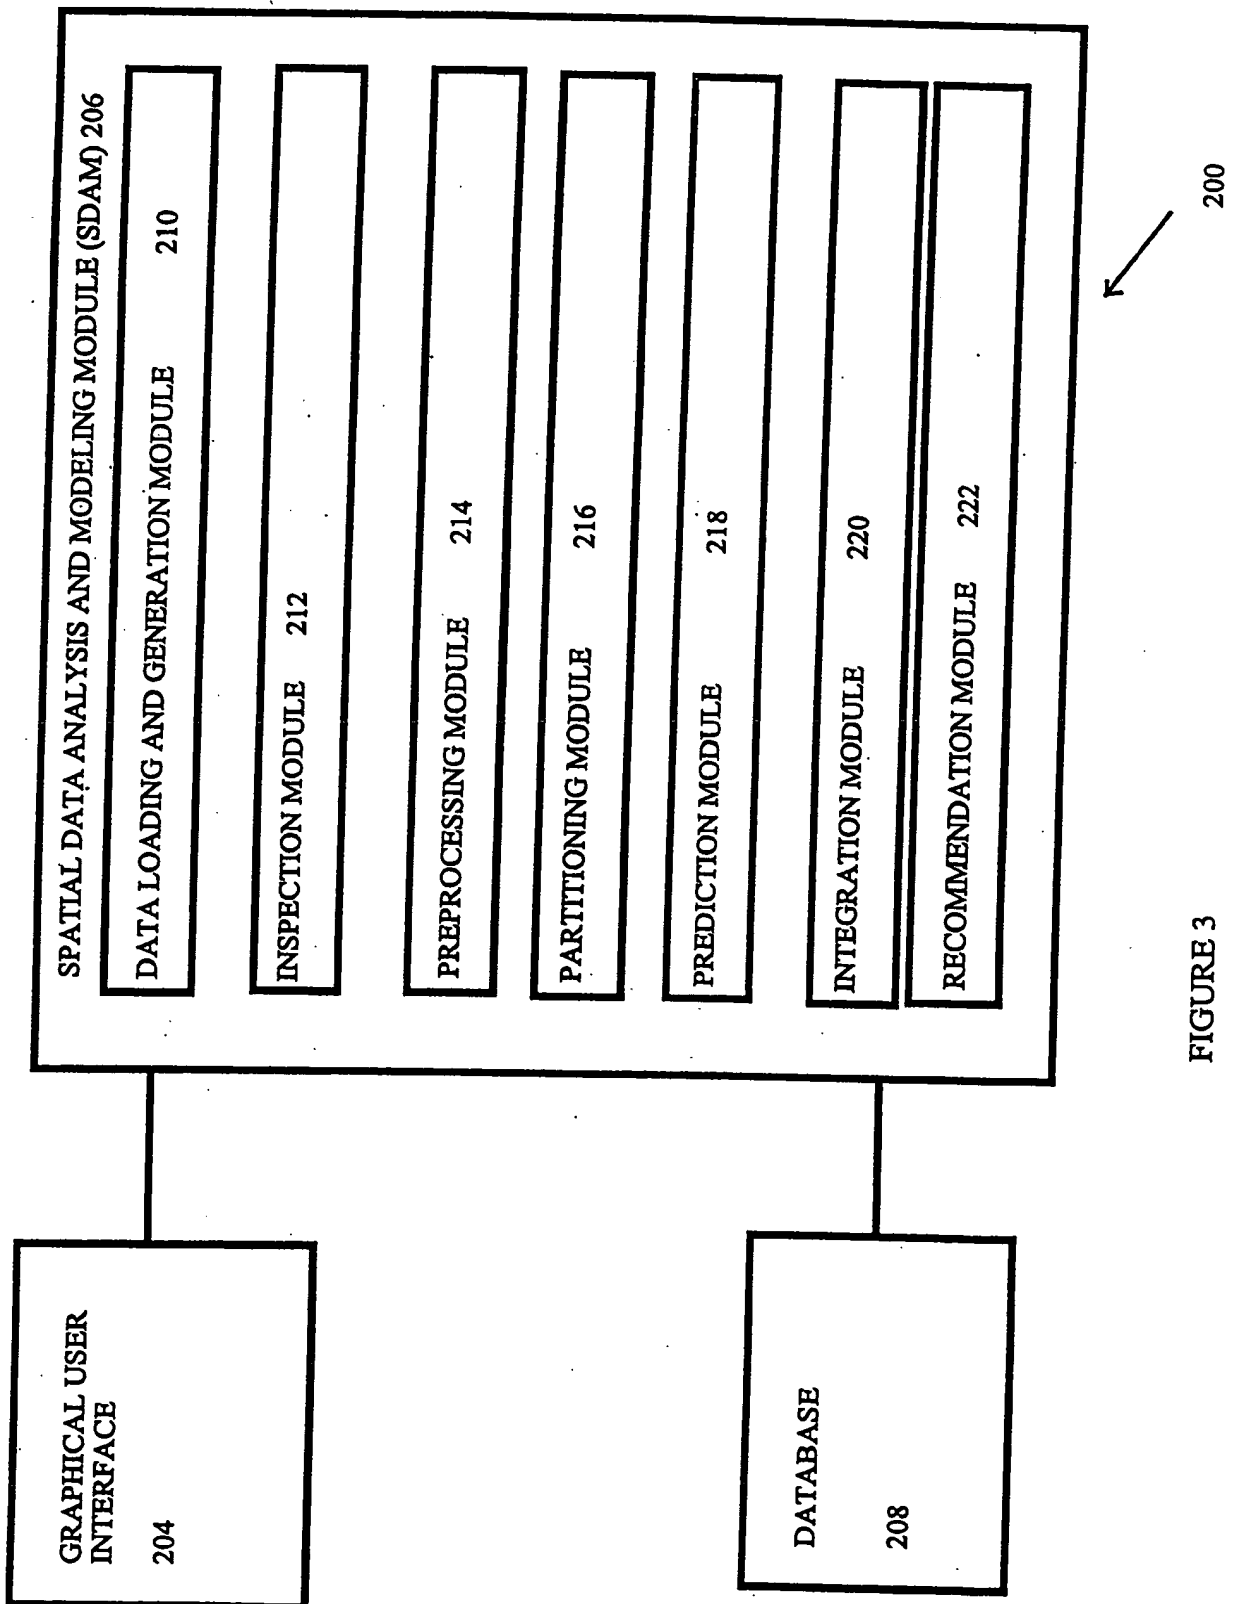 GRAPHICAL USER
INTERFACE
204
DATABASE
208
SPATIAL DATA ANALYSIS AND MODELING MODULE (SDAM) 206
DATA LOADING AND GENERATION MODULE 210
INSPECTION MODULE 212
PREPROCESSING MODULE 214
PARTITIONING MODULE 216
PREDICTION MODULE 218
INTEGRATION MODULE 220
RECOMMENDATION MODULE 222
200
FIGURE 3